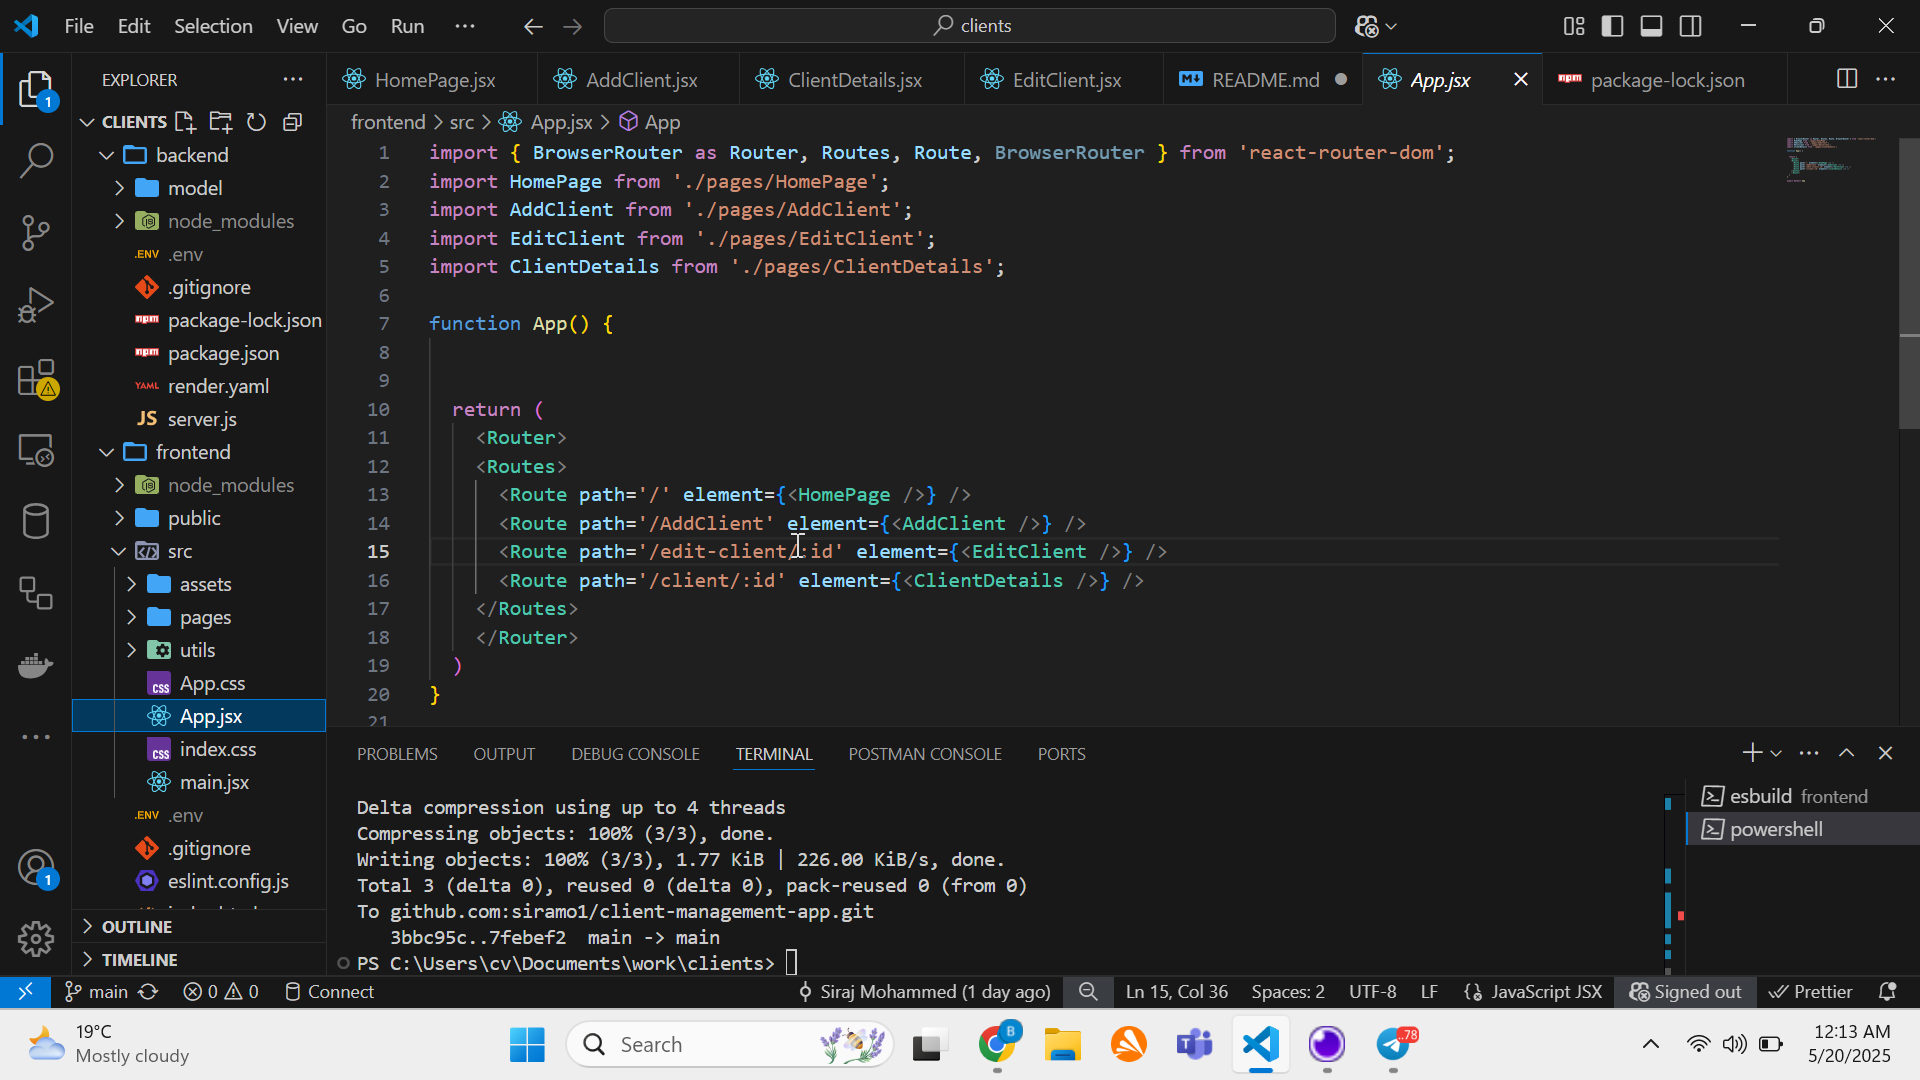 File Edit Selection View Go Run ··· clients
EXPLORER
HomePage.jsx AddClient.jsx ClientDetails.jsx EditClient.jsx README.md App.jsx package-lock.json
CLIENTS
backend
model
node_modules
.env
.gitignore
package-lock.json
package.json
render.yaml
server.js
frontend
node_modules
public
src
assets
pages
utils
App.css
App.jsx
index.css
main.jsx
.env
.gitignore
eslint.config.js
OUTLINE
TIMELINE
frontend > src > App.jsx > App
1 import { BrowserRouter as Router, Routes, Route, BrowserRouter } from 'react-router-dom';
2 import HomePage from './pages/HomePage';
3 import AddClient from './pages/AddClient';
4 import EditClient from './pages/EditClient';
5 import ClientDetails from './pages/ClientDetails';
6
7 function App() {
8
9
10 return (
11 <Router>
12 <Routes>
13 <Route path='/' element={<HomePage />} />
14 <Route path='/AddClient' element={<AddClient />} />
15 <Route path='/edit-client/:id' element={<EditClient />} />
16 <Route path='/client/:id' element={<ClientDetails />} />
17 </Routes>
18 </Router>
19 )
20 }
21
PROBLEMS OUTPUT DEBUG CONSOLE TERMINAL POSTMAN CONSOLE PORTS
Delta compression using up to 4 threads
Compressing objects: 100% (3/3), done.
Writing objects: 100% (3/3), 1.77 KiB | 226.00 KiB/s, done.
Total 3 (delta 0), reused 0 (delta 0), pack-reused 0 (from 0)
To github.com:siramo1/client-management-app.git
3bbc95c..7febef2 main -> main
PS C:\Users\cv\Documents\work\clients>
esbuild frontend
powershell
main 0 0 Connect Siraj Mohammed (1 day ago) Ln 15, Col 36 Spaces: 2 UTF-8 LF JavaScript JSX Signed out Prettier
19°C
Mostly cloudy
Search
12:13 AM
5/20/2025